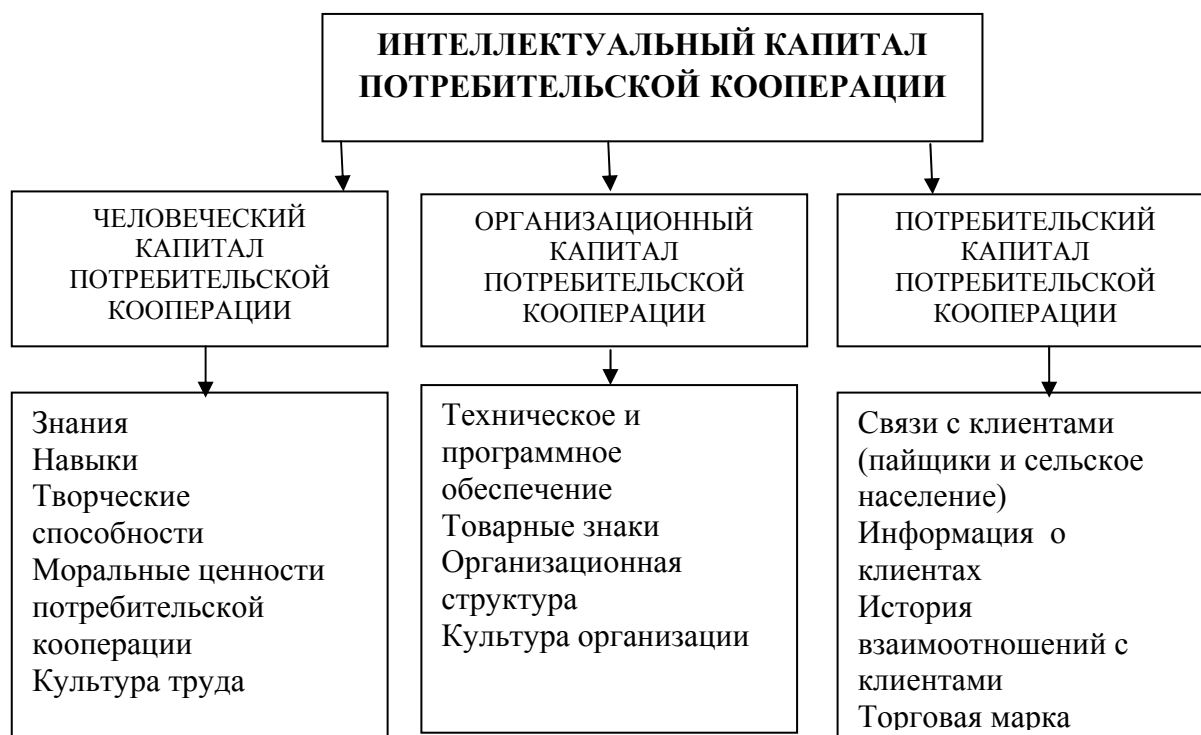 ИНТЕЛЛЕКТУАЛЬНЫЙ КАПИТАЛ
ПОТРЕБИТЕЛЬСКОЙ КООПЕРАЦИИ
ЧЕЛОВЕЧЕСКИЙ
КАПИТАЛ
ПОТРЕБИТЕЛЬСКОЙ
КООПЕРАЦИИ
ОРГАНИЗАЦИОННЫЙ
КАПИТАЛ
ПОТРЕБИТЕЛЬСКОЙ
КООПЕРАЦИИ
ПОТРЕБИТЕЛЬСКИЙ
КАПИТАЛ
ПОТРЕБИТЕЛЬСКОЙ
КООПЕРАЦИИ
Знания
Навыки
Творческие
способности
Моральные ценности
потребительской
кооперации
Культура труда
Техническое и
программное
обеспечение
Товарные знаки
Организационная
структура
Культура организации
Связи с клиентами
(пайщики и сельское
население)
Информация о
клиентах
История
взаимоотношений с
клиентами
Торговая марка